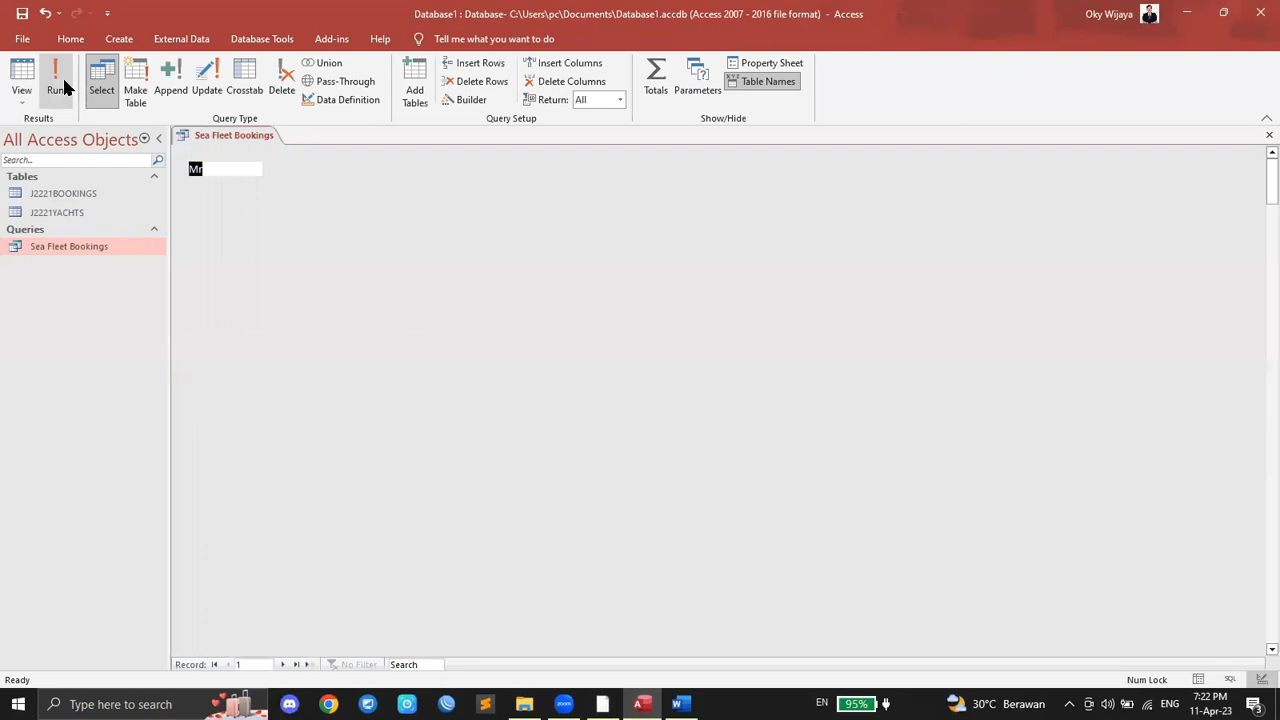 Database1 : Database- C:\Users\pc\Documents\Database1.accdb (Access 2007 - 2016 file format) - Access
Oky Wijaya
File Home Create External Data Database Tools Add-ins Help Tell me what you want to do
View
Run
Results
Select
Make Table
Append
Update
Crosstab
Delete
Union
Pass-Through
Data Definition
Query Type
Add Tables
Insert Rows
Delete Rows
Builder
Insert Columns
Delete Columns
Return: All
Query Setup
Totals
Parameters
Property Sheet
Table Names
Show/Hide
All Access Objects
Search...
Tables
J2221BOOKINGS
J2221YACHTS
Queries
Sea Fleet Bookings
Sea Fleet Bookings
Mr
Record: 1 No Filter Search
Ready
Num Lock
SQL
Type here to search
EN
95%
30°C Berawan
ENG
7:22 PM
11-Apr-23